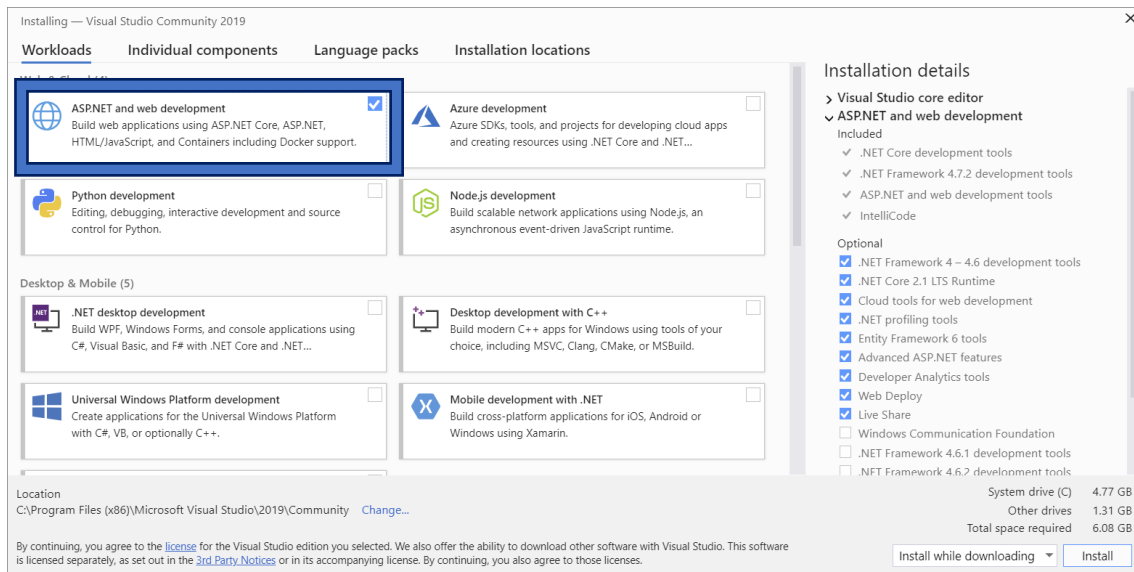 Installing — Visual Studio Community 2019
Workloads Individual components Language packs Installation locations
Web & Cloud (4)
ASP.NET and web development
Build web applications using ASP.NET Core, ASP.NET,
HTML/JavaScript, and Containers including Docker support.
Azure development
Azure SDKs, tools, and projects for developing cloud apps
and creating resources using .NET Core and .NET...
Python development
Editing, debugging, interactive development and source
control for Python.
Node.js development
Build scalable network applications using Node.js, an
asynchronous event-driven JavaScript runtime.
Desktop & Mobile (5)
.NET
.NET desktop development
Build WPF, Windows Forms, and console applications using
C#, Visual Basic, and F# with .NET Core and .NET...
Desktop development with C++
Build modern C++ apps for Windows using tools of your
choice, including MSVC, Clang, CMake, or MSBuild.
Universal Windows Platform development
Create applications for the Universal Windows Platform
with C#, VB, or optionally C++.
Mobile development with .NET
Build cross-platform applications for iOS, Android or
Windows using Xamarin.
Installation details
Visual Studio core editor
ASP.NET and web development
Included
.NET Core development tools
.NET Framework 4.7.2 development tools
ASP.NET and web development tools
IntelliCode
Optional
.NET Framework 4 – 4.6 development tools
.NET Core 2.1 LTS Runtime
Cloud tools for web development
.NET profiling tools
Entity Framework 6 tools
Advanced ASP.NET features
Developer Analytics tools
Web Deploy
Live Share
Windows Communication Foundation
.NET Framework 4.6.1 development tools
.NET Framework 4.6.2 development tools
Location
C:\Program Files (x86)\Microsoft Visual Studio\2019\Community Change...
System drive (C) 4.77 GB
Other drives 1.31 GB
Total space required 6.08 GB
By continuing, you agree to the license for the Visual Studio edition you selected. We also offer the ability to download other software with Visual Studio. This software
is licensed separately, as set out in the 3rd Party Notices or in its accompanying license. By continuing, you also agree to those licenses.
Install while downloading Install